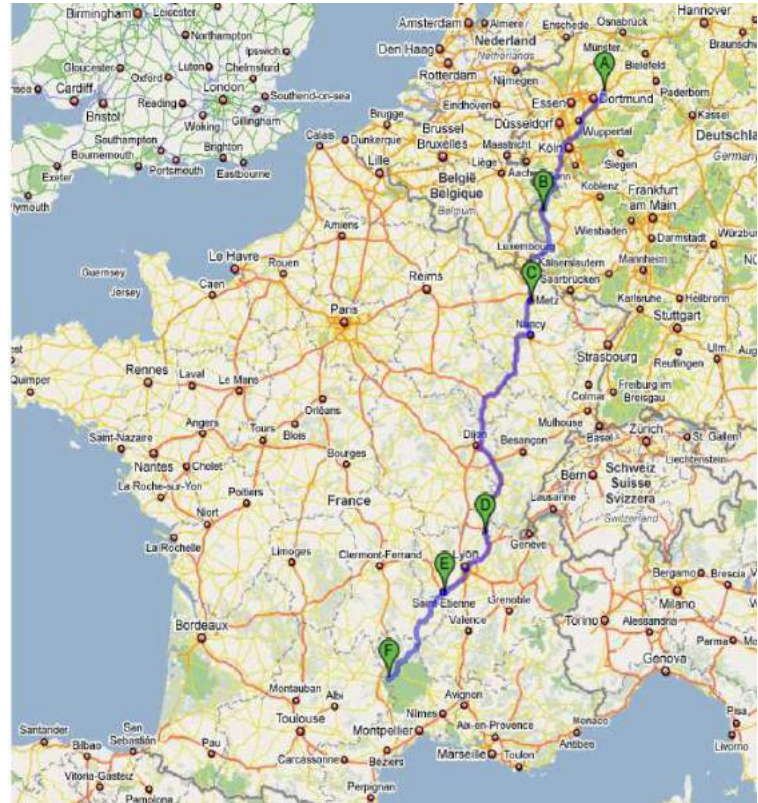 Birmingham
Leicester
Amsterdam
Almere
Enschede
Osnabrück
Hannover
Northampton
Den Haag
Nederland
Netherlands
Münster
Bielefeld
Gloucester
Luton
Ipswich
Chelmsford
Rotterdam
Nijmegen
A
Paderborn
Oxford
Cardiff
Reading
London
Southend-on-sea
Eindhoven
Essen
Dortmund
Kassel
Bristol
Woking
Gillingham
Brugge
Düsseldorf
Wuppertal
Southampton
Brighton
Calais
Dunkerque
Brussel
Bruxelles
Maastricht
Köln
Deutschland
Germany
Exeter
Bournemouth
Portsmouth
Eastbourne
Lille
Liège
Siegen
Plymouth
België
Belgique
Belgium
B
Koblenz
Frankfurt
am Main
Amiens
Wiesbaden
Darmstadt
Würzburg
Luxembourg
Le Havre
Rouen
C
Kaiserslautern
Mannheim
Guernsey
Jersey
Caen
Reims
Metz
Saarbrücken
Paris
Karlsruhe
Heilbronn
Nancy
Stuttgart
Strasbourg
Ulm
Rennes
Laval
Le Mans
Reutlingen
Quimper
Orléans
Colmar
Freiburg im
Breisgau
Angers
Tours
Blois
Mulhouse
Saint-Nazaire
Dijon
Besançon
Basel
Zürich
St. Gallen
Nantes
Cholet
Bourges
Liechtenstein
La Roche-sur-Yon
Poitiers
Bern
Schweiz
Suisse
Svizzera
Switzerland
France
Lausanne
Niort
D
La Rochelle
Genève
Limoges
Clermont-Ferrand
Lyon
E
Bergamo
Brescia
Saint-Étienne
Grenoble
Milano
Torino
Bordeaux
Valence
Alessandria
Parma
F
Genova
Montauban
Albi
Avignon
Toulouse
Nîmes
Monaco
Santander
San
Sebastián
Montpellier
Aix-en-Provence
Antibes
Pisa
Bilbao
Pau
Béziers
Marseille
Toulon
Livorno
Carcassonne
Vitoria-Gasteiz
Pamplona
Perpignan